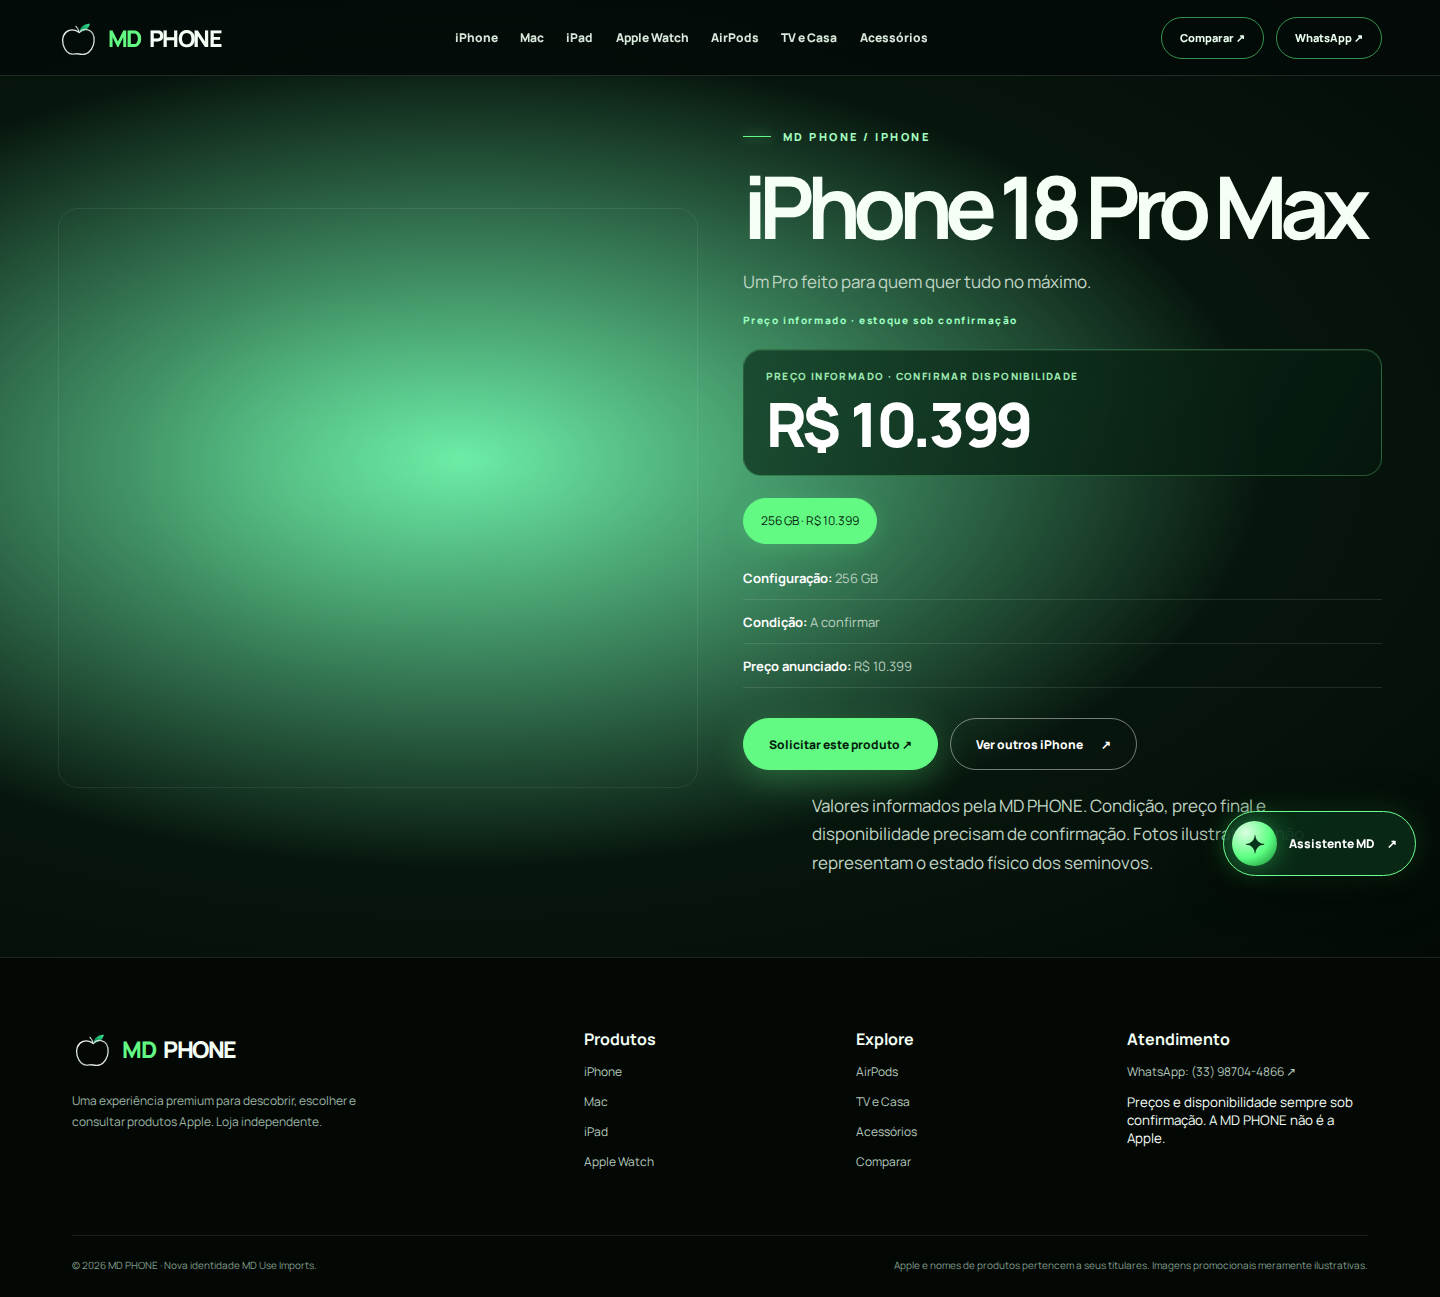 MD PHONE
iPhone
Mac
iPad
Apple Watch
AirPods
TV e Casa
Acessórios
Comparar ↗
WhatsApp ↗
MD PHONE / IPHONE
iPhone 18 Pro Max
Um Pro feito para quem quer tudo no máximo.
Preço informado · estoque sob confirmação
PREÇO INFORMADO · CONFIRMAR DISPONIBILIDADE
R$ 10.399
256 GB · R$ 10.399
Configuração: 256 GB
Condição: A confirmar
Preço anunciado: R$ 10.399
Solicitar este produto ↗
Ver outros iPhone ↗
Valores informados pela MD PHONE. Condição, preço final e
disponibilidade precisam de confirmação. Fotos ilustra
representam o estado físico dos seminovos.
Assistente MD ↗
MD PHONE
Uma experiência premium para descobrir, escolher e
consultar produtos Apple. Loja independente.
Produtos
iPhone
Mac
iPad
Apple Watch
Explore
AirPods
TV e Casa
Acessórios
Comparar
Atendimento
WhatsApp: (33) 98704-4866 ↗
Preços e disponibilidade sempre sob
confirmação. A MD PHONE não é a
Apple.
© 2026 MD PHONE · Nova identidade MD Use Imports.
Apple e nomes de produtos pertencem a seus titulares. Imagens promocionais meramente ilustrativas.